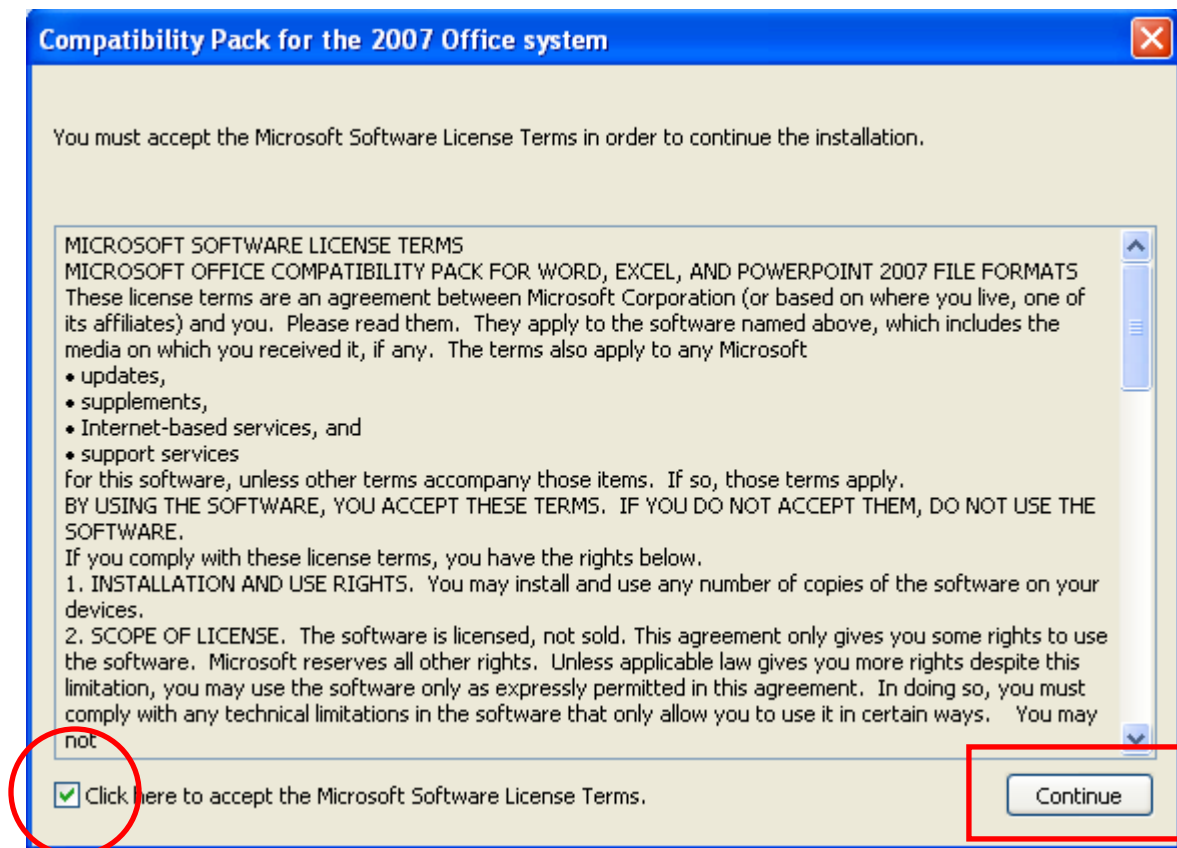 Compatibility Pack for the 2007 Office system
You must accept the Microsoft Software License Terms in order to continue the installation.
MICROSOFT SOFTWARE LICENSE TERMS
MICROSOFT OFFICE COMPATIBILITY PACK FOR WORD, EXCEL, AND POWERPOINT 2007 FILE FORMATS
These license terms are an agreement between Microsoft Corporation (or based on where you live, one of
its affiliates) and you.  Please read them.  They apply to the software named above, which includes the
media on which you received it, if any.  The terms also apply to any Microsoft
• updates,
• supplements,
• Internet-based services, and
• support services
for this software, unless other terms accompany those items.  If so, those terms apply.
BY USING THE SOFTWARE, YOU ACCEPT THESE TERMS.  IF YOU DO NOT ACCEPT THEM, DO NOT USE THE
SOFTWARE.
If you comply with these license terms, you have the rights below.
1. INSTALLATION AND USE RIGHTS.  You may install and use any number of copies of the software on your
devices.
2. SCOPE OF LICENSE.  The software is licensed, not sold. This agreement only gives you some rights to use
the software.  Microsoft reserves all other rights.  Unless applicable law gives you more rights despite this
limitation, you may use the software only as expressly permitted in this agreement.  In doing so, you must
comply with any technical limitations in the software that only allow you to use it in certain ways.    You may
not
Click here to accept the Microsoft Software License Terms.
Continue